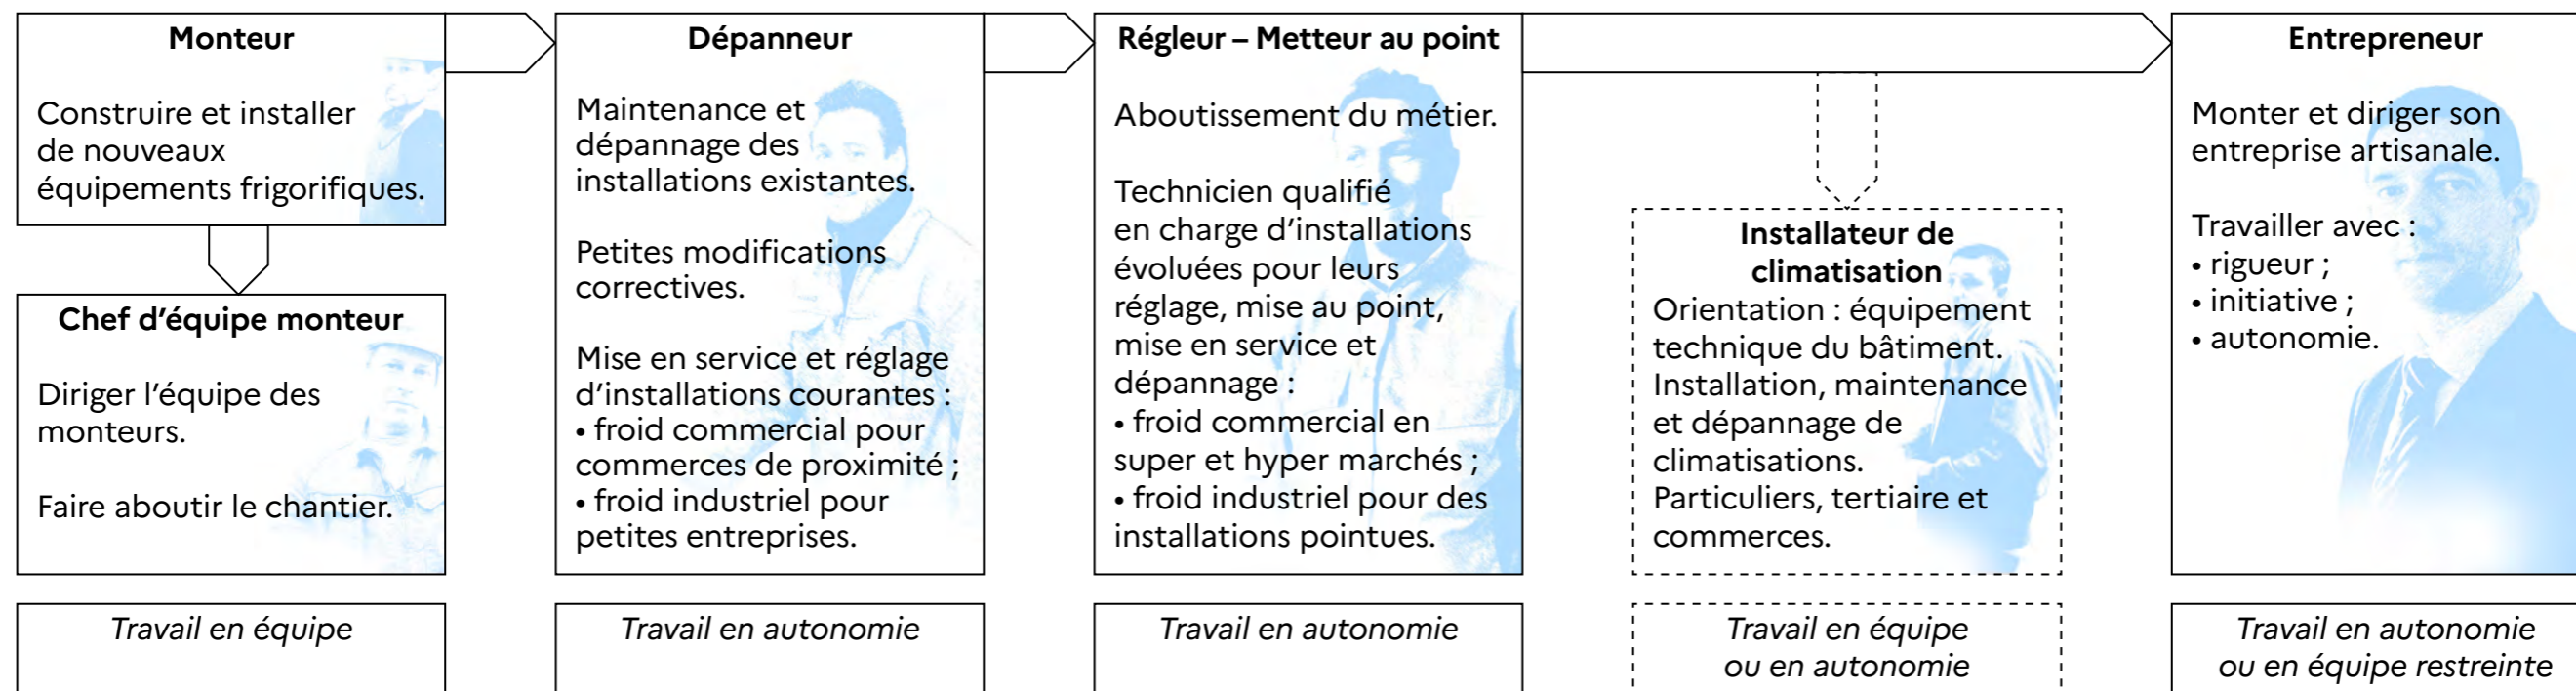 Monteur
Construire et installer
de nouveaux
équipements frigorifiques.
Chef d’équipe monteur
Diriger l’équipe des
monteurs.
Faire aboutir le chantier.
Travail en équipe
Dépanneur
Maintenance et
dépannage des
installations existantes.
Petites modifications
correctives.
Mise en service et réglage
d’installations courantes :
• froid commercial pour
commerces de proximité ;
• froid industriel pour
petites entreprises.
Travail en autonomie
Régleur – Metteur au point
Aboutissement du métier.
Technicien qualifié
en charge d’installations
évoluées pour leurs
réglage, mise au point,
mise en service et
dépannage :
• froid commercial en
super et hyper marchés ;
• froid industriel pour des
installations pointues.
Travail en autonomie
Installateur de
climatisation
Orientation : équipement
technique du bâtiment.
Installation, maintenance
et dépannage de
climatisations.
Particuliers, tertiaire et
commerces.
Travail en équipe
ou en autonomie
Entrepreneur
Monter et diriger son
entreprise artisanale.
Travailler avec :
• rigueur ;
• initiative ;
• autonomie.
Travail en autonomie
ou en équipe restreinte